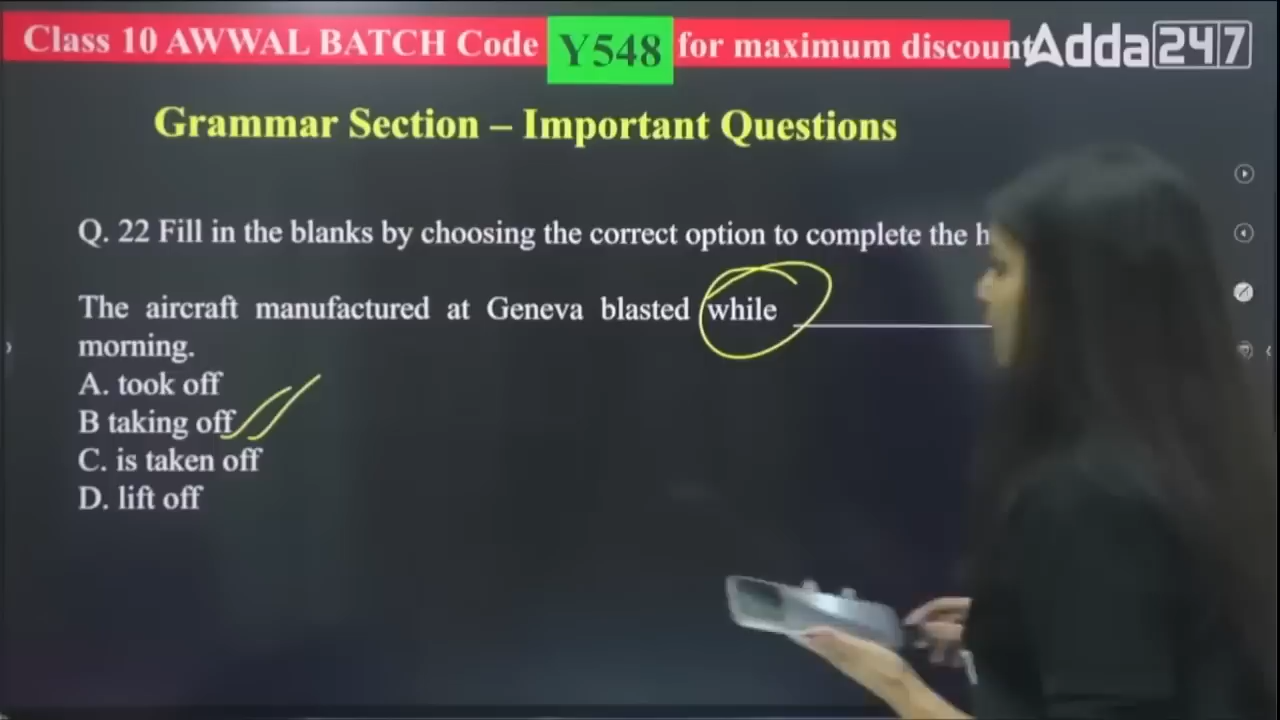 Class 10 AWWAL BATCH Code Y548 for maximum discount
Adda247
Grammar Section – Important Questions
Q. 22 Fill in the blanks by choosing the correct option to complete the h
The aircraft manufactured at Geneva blasted while ____________
morning.
A. took off
B taking off
C. is taken off
D. lift off